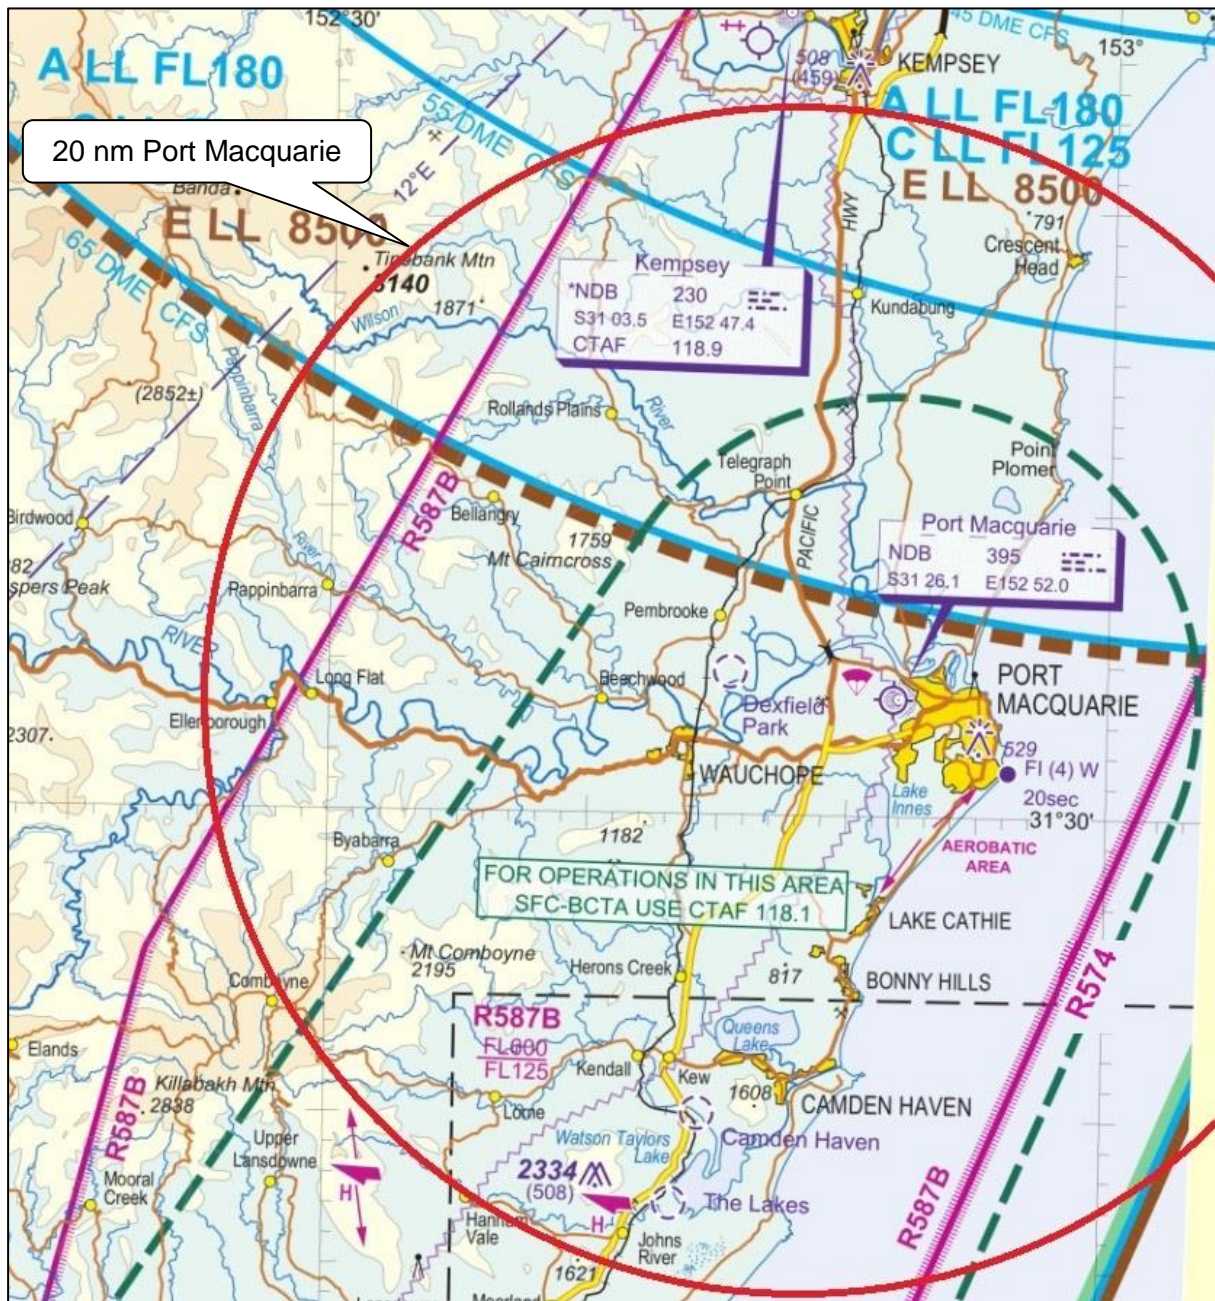 152°30'
45 DME CFS
153°
A LL FL180
508
(459)
KEMPSEY
55 DME CFS
A LL FL180
C LL FL125
E LL 8500
20 nm Port Macquarie
12°E
Banda
E LL 8500
791
Crescent
Head
65 DME CFS
Kempsey
*NDB 230
S31 03.5 E152 47.4
CTAF 118.9
HWY
1871
Wilson
Kundabung
(2852±)
Pappinbarra
Rollands Plains
River
Point
Plomer
Telegraph
Point
R587B
Birdwood
Bellangry
1759
Mt Cairncross
PACIFIC
Port Macquarie
NDB 395
S31 26.1 E152 52.0
River
Pappinbarra
Pembrooke
RIVER
Long Flat
Beechwood
Ellenborough
Dexfield
Park
PORT
MACQUARIE
2307
WAUCHOPE
529
Fl (4) W
20sec
Lake
Innes
31°30'
1182
Byabarra
AEROBATIC
AREA
FOR OPERATIONS IN THIS AREA
SFC-BCTA USE CTAF 118.1
LAKE CATHIE
Mt Comboyne
2195
Herons Creek
817
BONNY HILLS
Comboyne
R574
R587B
FL600
FL125
Queens
Lake
Elands
Kendall
Kew
1608
CAMDEN HAVEN
Killabakh Mtn
2838
R587B
Lorne
Upper
Lansdowne
Watson Taylors
Lake
Camden Haven
2334
(508)
H
H
The Lakes
Mooral
Creek
Hannam
Vale
Johns
River
R587B
1621